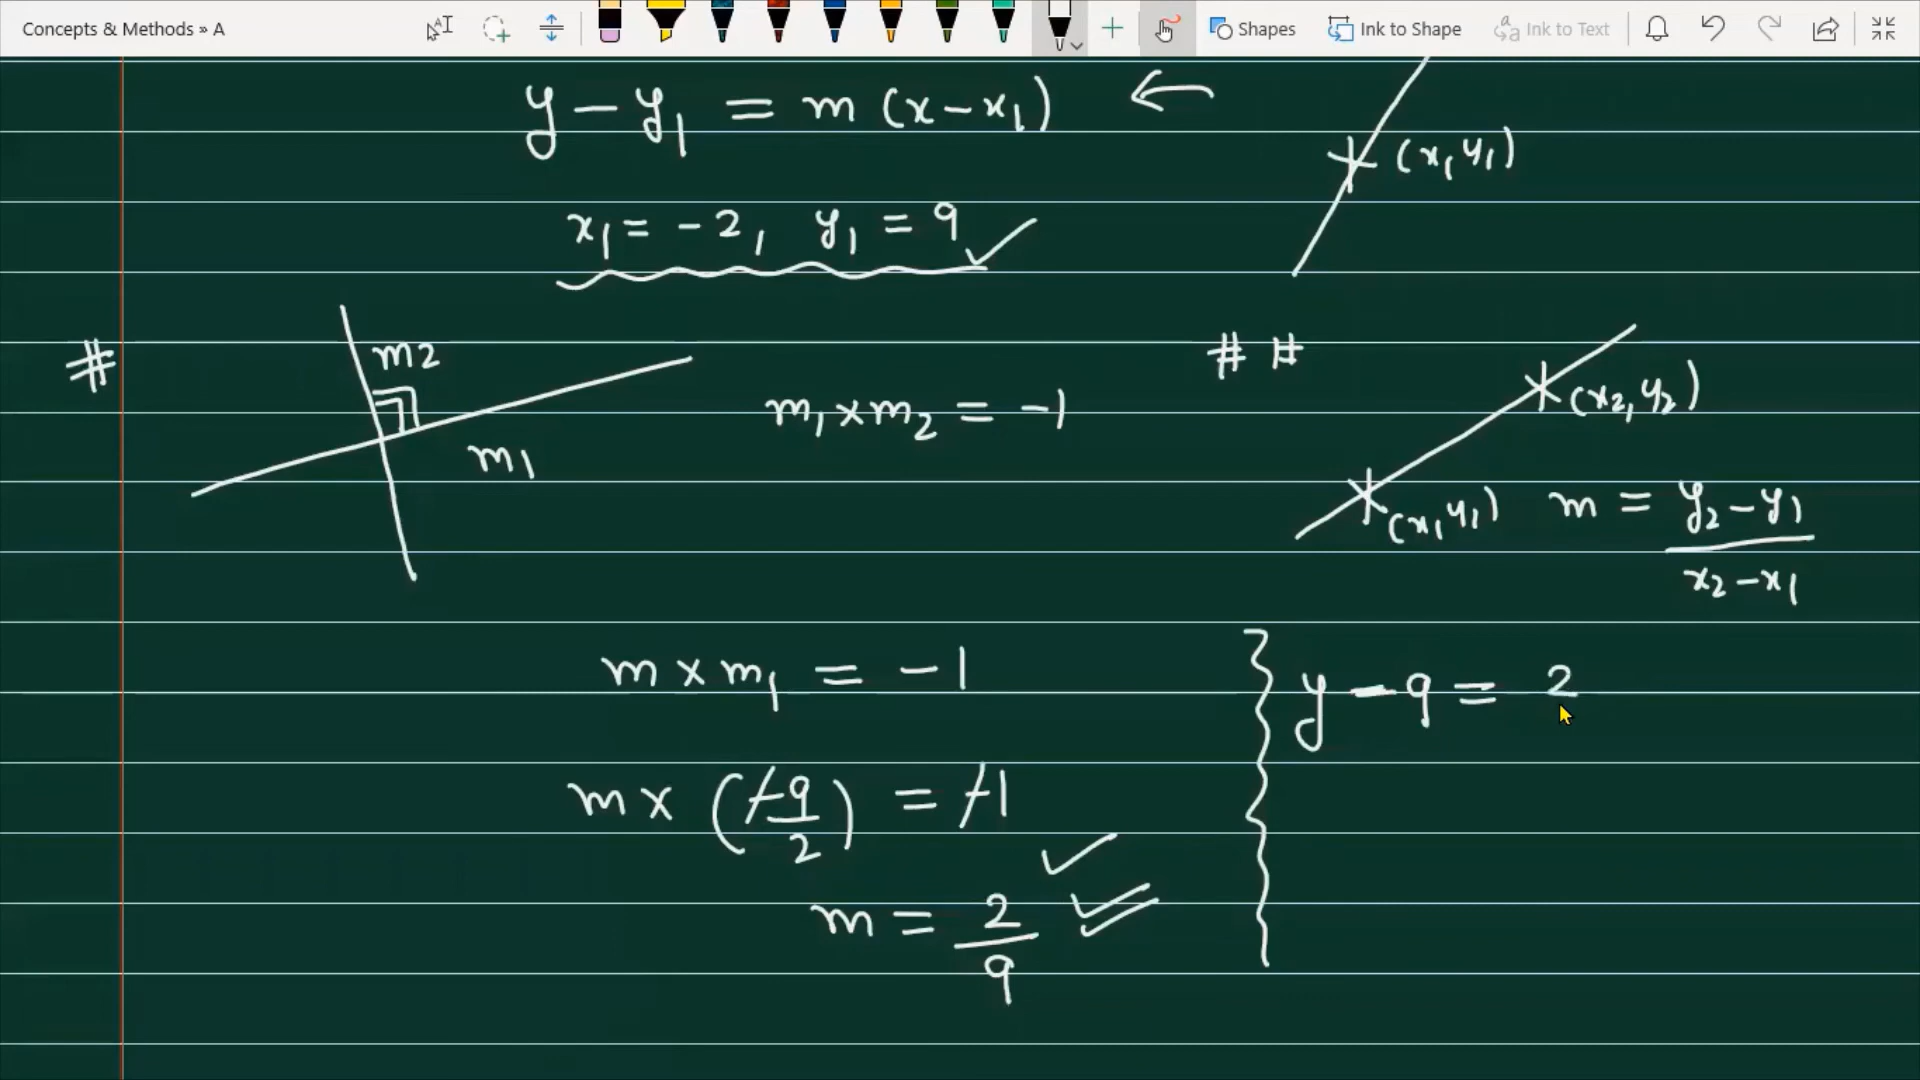 Concepts & Methods » A
Shapes
Ink to Shape
Ink to Text
y - y₁ = m (x - x₁) ←
(x₁ y₁)
x₁ = -2, y₁ = 9 ✓
#
m2
m₁
m₁ × m₂ = -1
# #
(x₂, y₂)
(x₁ y₁)
m = y₂ - y₁
x₂ - x₁
m × m₁ = -1
m × (-9/2) = -1
m = 2/9
y - 9 = 2